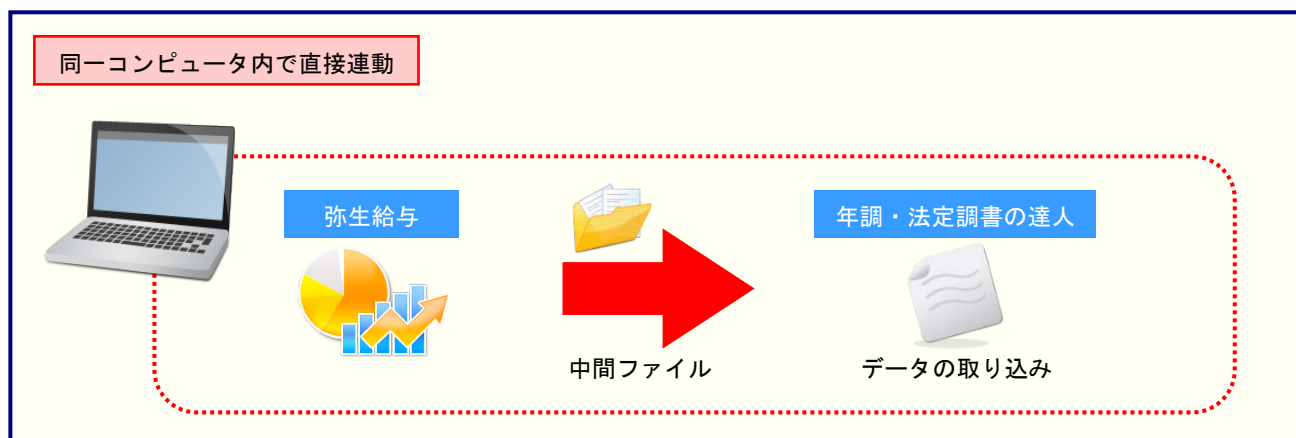 同一コンピュータ内で直接連動
弥生給与
年調・法定調書の達人
中間ファイル
データの取り込み